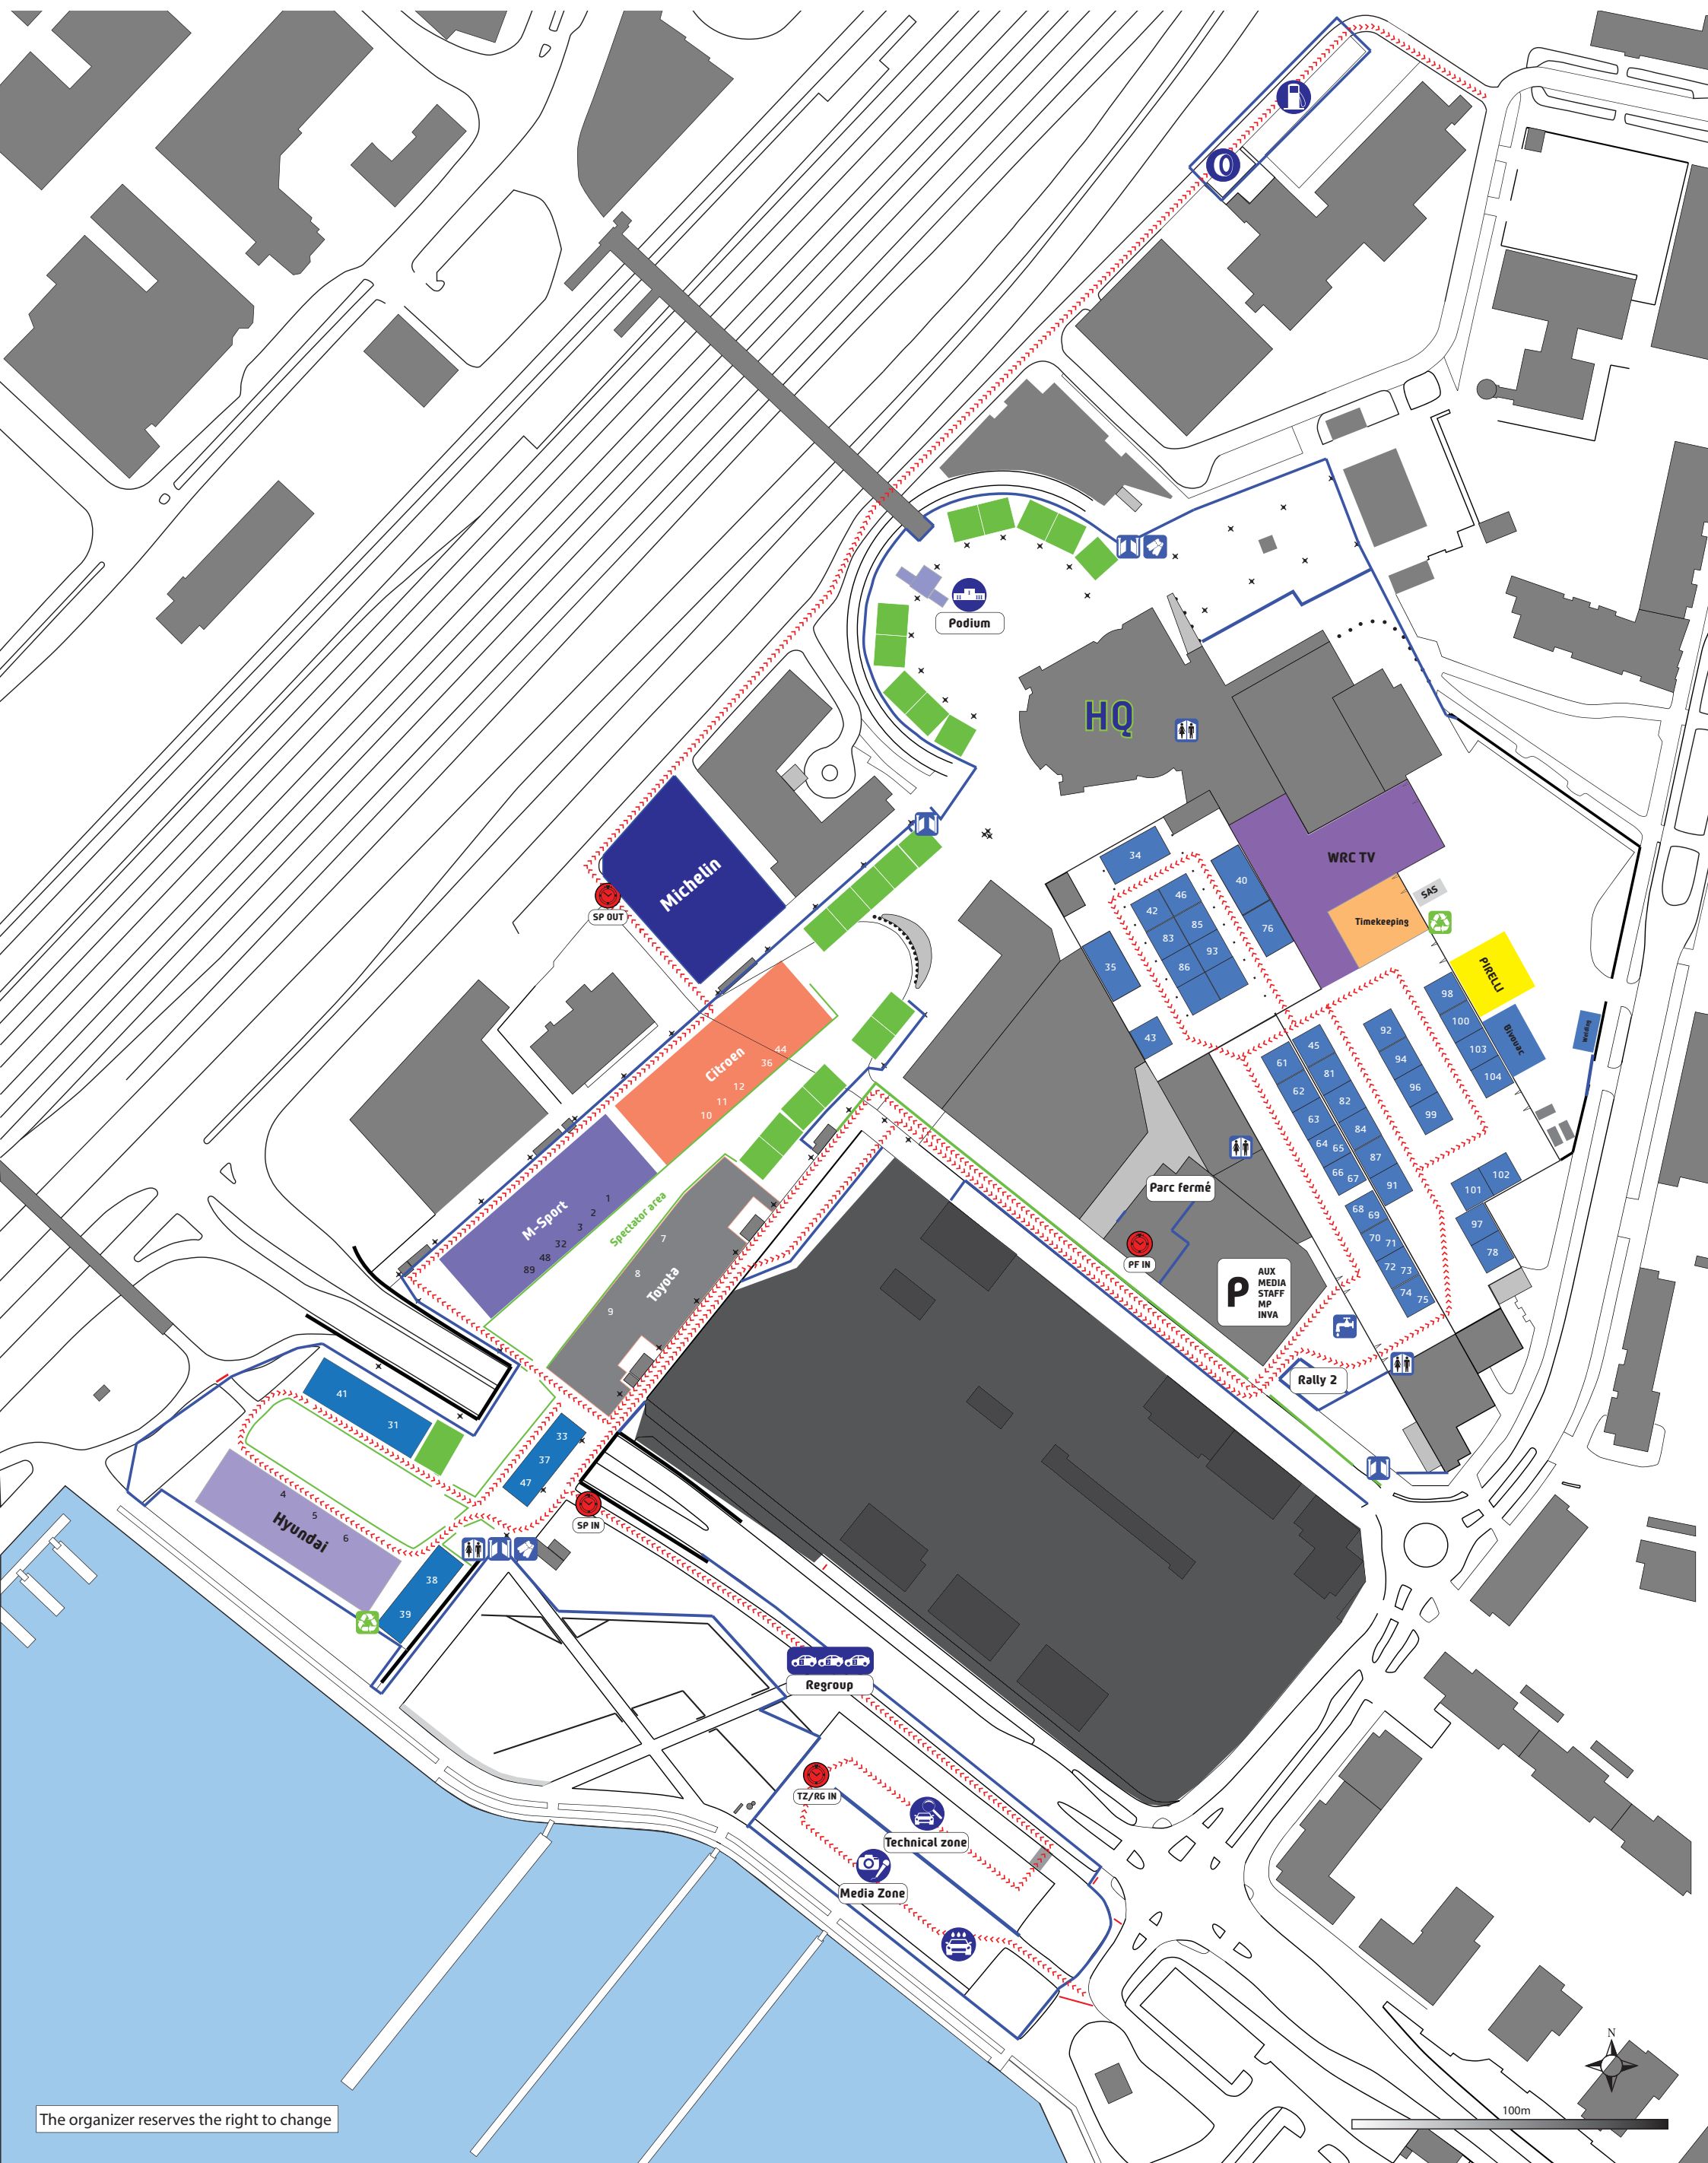 Podium
HQ
WRC TV
SAS
Timekeeping
PIRELLI
Bivouac
Welding
Michelin
SP OUT
34
46
42
85
83
93
86
40
76
35
43
98
100
103
104
92
94
96
99
45
81
82
84
87
91
61
62
63
64
65
66
67
68
69
70
71
72
73
74
75
102
101
97
78
Citroen
44
36
12
11
10
M-Sport
1
2
3
32
48
89
Spectator area
Toyota
7
8
9
Parc fermé
PF IN
P
AUX
MEDIA
STAFF
MP
INVA
Rally 2
41
31
33
37
47
SP IN
Hyundai
4
5
6
38
39
Regroup
TZ/RG IN
Technical zone
Media Zone
N
100m
The organizer reserves the right to change